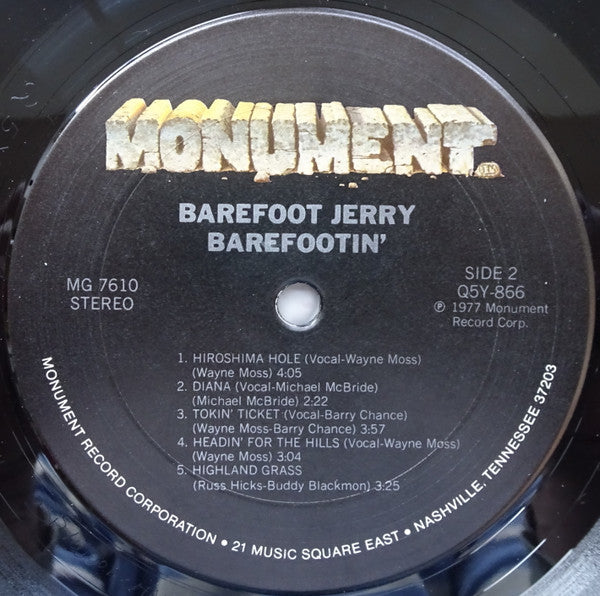 MONUMENT
BAREFOOT JERRY
BAREFOOTIN'
MG 7610
STEREO
SIDE 2
Q5Y-866
℗ 1977 Monument
Record Corp.
1. HIROSHIMA HOLE (Vocal-Wayne Moss)
(Wayne Moss) 4:05
2. DIANA (Vocal-Michael McBride)
(Michael McBride) 2:22
3. TOKIN' TICKET (Vocal-Barry Chance)
(Wayne Moss-Barry Chance) 3:57
4. HEADIN' FOR THE HILLS (Vocal-Wayne Moss)
(Wayne Moss) 3:04
5. HIGHLAND GRASS
(Russ Hicks-Buddy Blackmon) 3:25
MONUMENT RECORD CORPORATION • 21 MUSIC SQUARE EAST • NASHVILLE, TENNESSEE 37203